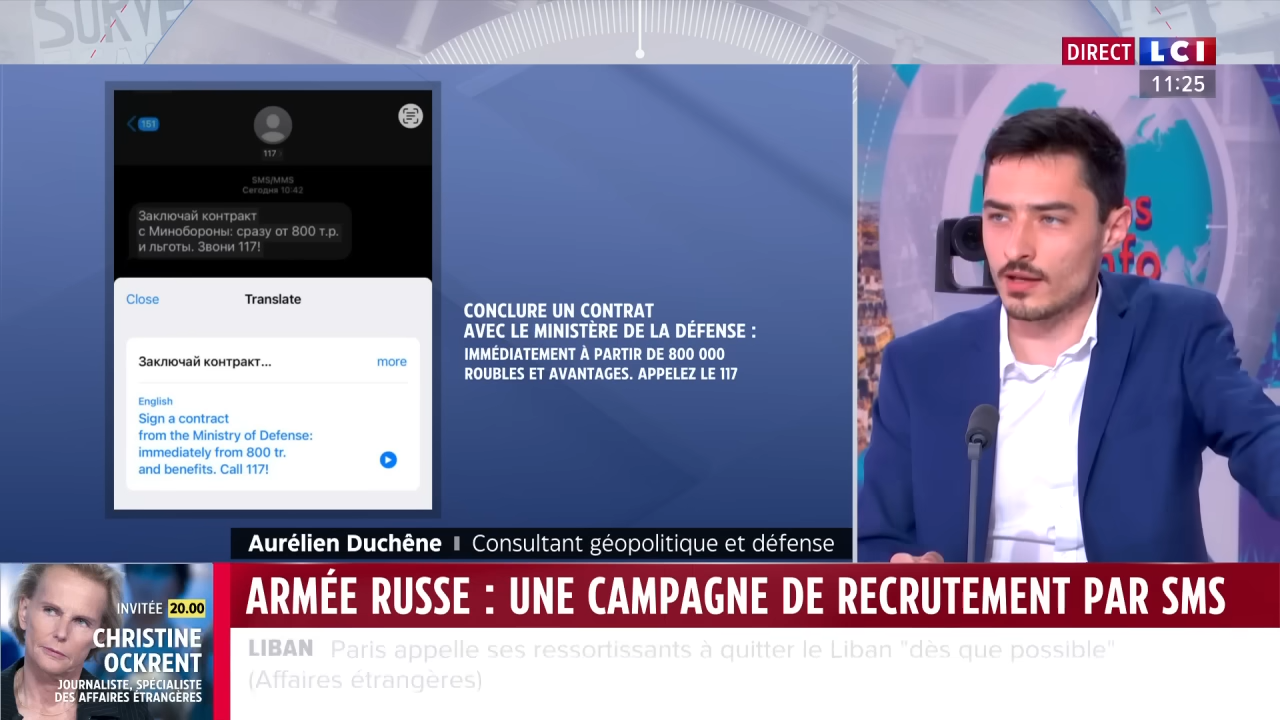 SURVE
DIRECT LCI
11:25
151
117
SMS/MMS
Сегодня 10:42
Заключай контракт
с Минобороны: сразу от 800 т.р.
и льготы. Звони 117!
Close
Translate
Заключай контракт...
more
English
Sign a contract
from the Ministry of Defense:
immediately from 800 tr.
and benefits. Call 117!
CONCLURE UN CONTRAT
AVEC LE MINISTÈRE DE LA DÉFENSE :
IMMÉDIATEMENT À PARTIR DE 800 000
ROUBLES ET AVANTAGES. APPELEZ LE 117
Aurélien Duchêne Consultant géopolitique et défense
INVITÉE 20.00
CHRISTINE
OCKRENT
JOURNALISTE, SPÉCIALISTE
DES AFFAIRES ÉTRANGÈRES
ARMÉE RUSSE : UNE CAMPAGNE DE RECRUTEMENT PAR SMS
LIBAN Paris appelle ses ressortissants à quitter le Liban "dès que possible"
(Affaires étrangères)